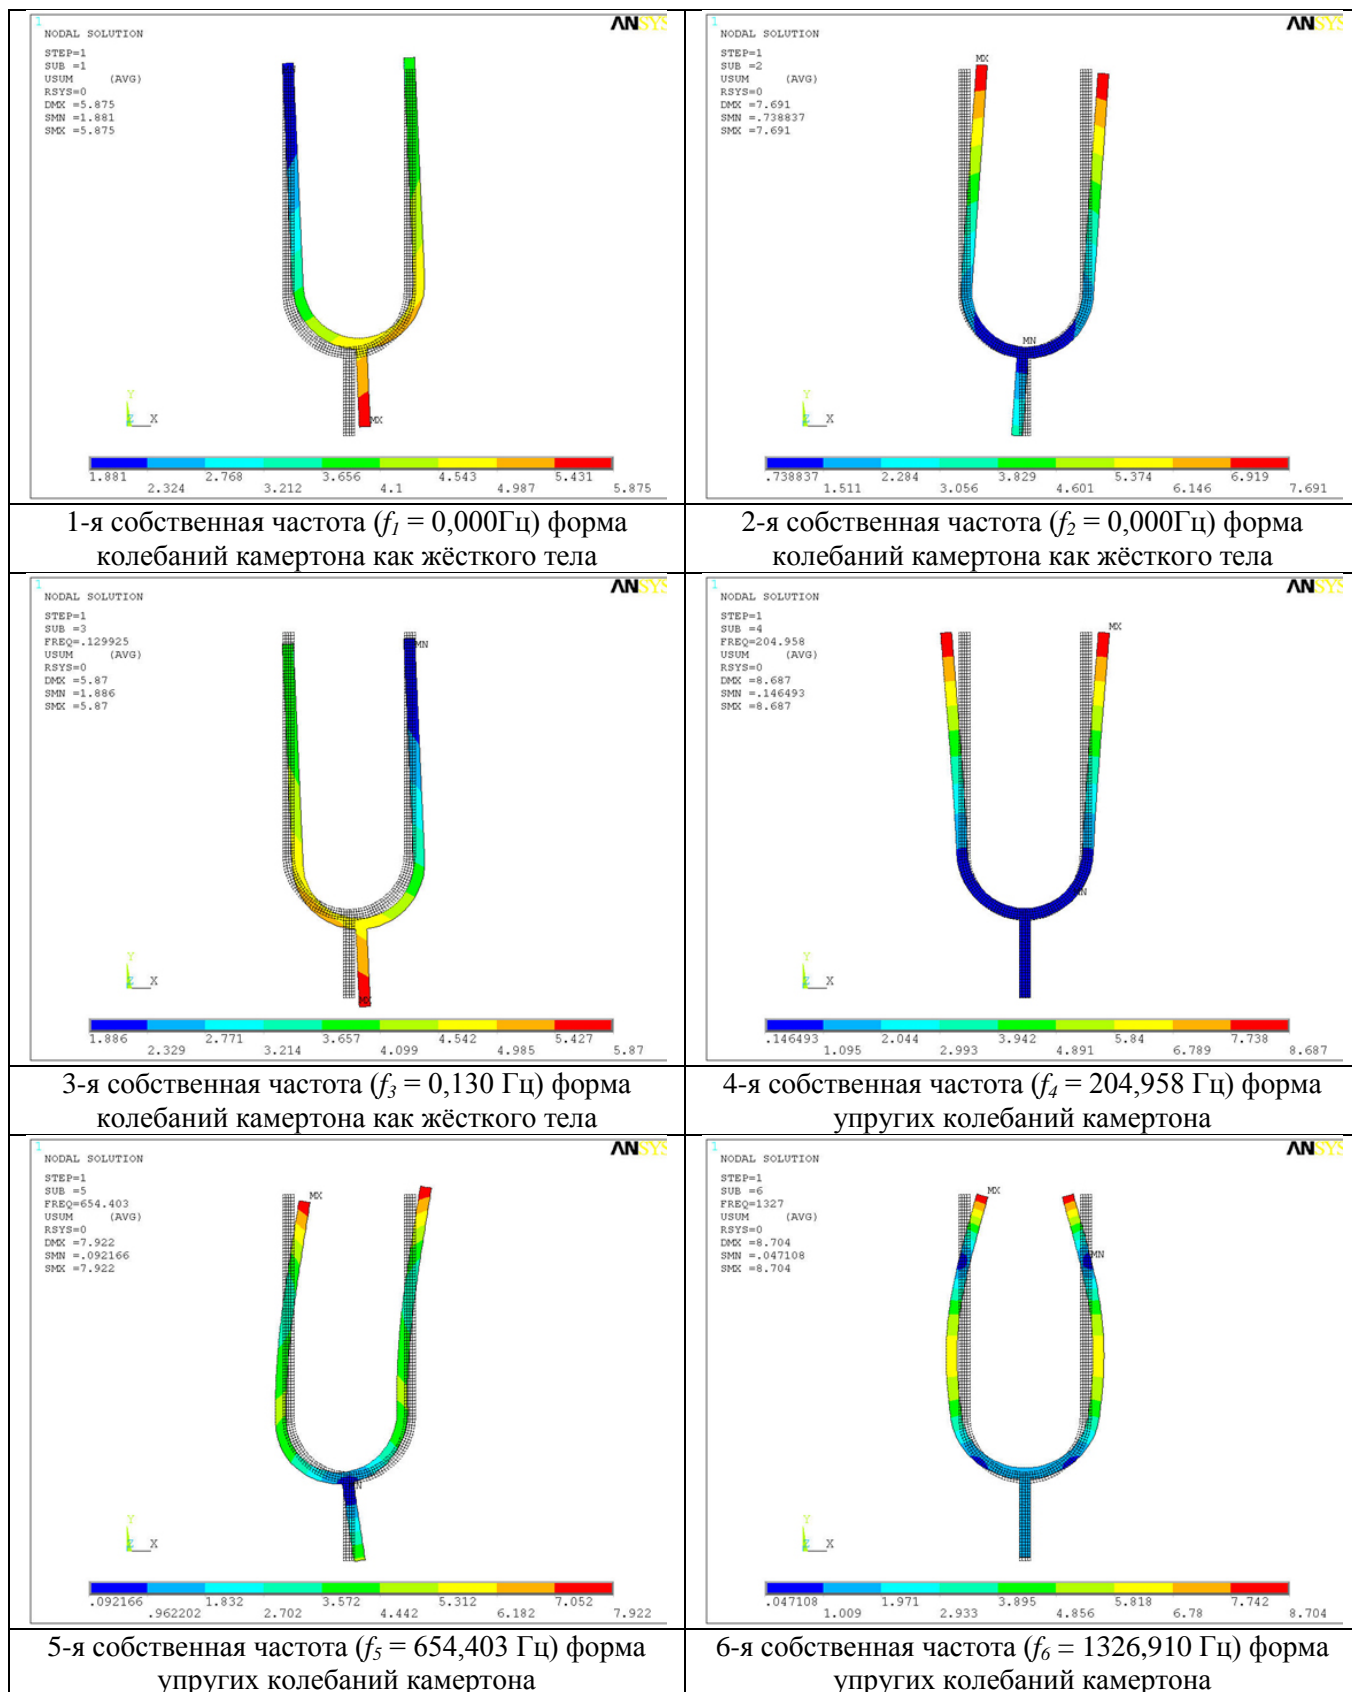 1
ANSYS
NODAL SOLUTION
STEP=1
SUB =1
USUM (AVG)
RSYS=0
DMX =5.875
SMN =1.881
SMX =5.875
MX
Y
Z X
1.881 2.768 3.656 4.543 5.431
2.324 3.212 4.1 4.987 5.875
1-я собственная частота (f1 = 0,000Гц) форма
колебаний камертона как жёсткого тела
1
ANSYS
NODAL SOLUTION
STEP=1
SUB =2
USUM (AVG)
RSYS=0
DMX =7.691
SMN =.738837
SMX =7.691
MX
MN
Y
Z X
.738837 2.284 3.829 5.374 6.919
1.511 3.056 4.601 6.146 7.691
2-я собственная частота (f2 = 0,000Гц) форма
колебаний камертона как жёсткого тела
1
ANSYS
NODAL SOLUTION
STEP=1
SUB =3
FREQ=.129925
USUM (AVG)
RSYS=0
DMX =5.87
SMN =1.886
SMX =5.87
MN
MX
Y
Z X
1.886 2.771 3.657 4.542 5.427
2.329 3.214 4.099 4.985 5.87
3-я собственная частота (f3 = 0,130 Гц) форма
колебаний камертона как жёсткого тела
1
ANSYS
NODAL SOLUTION
STEP=1
SUB =4
FREQ=204.958
USUM (AVG)
RSYS=0
DMX =8.687
SMN =.146493
SMX =8.687
MX
MN
Y
Z X
.146493 2.044 3.942 5.84 7.738
1.095 2.993 4.891 6.789 8.687
4-я собственная частота (f4 = 204,958 Гц) форма
упругих колебаний камертона
1
ANSYS
NODAL SOLUTION
STEP=1
SUB =5
FREQ=654.403
USUM (AVG)
RSYS=0
DMX =7.922
SMN =.092166
SMX =7.922
MX
MN
Y
Z X
.092166 1.832 3.572 5.312 7.052
.962202 2.702 4.442 6.182 7.922
5-я собственная частота (f5 = 654,403 Гц) форма
упругих колебаний камертона
1
ANSYS
NODAL SOLUTION
STEP=1
SUB =6
FREQ=1327
USUM (AVG)
RSYS=0
DMX =8.704
SMN =.047108
SMX =8.704
MX
MN
Y
Z X
.047108 1.971 3.895 5.818 7.742
1.009 2.933 4.856 6.78 8.704
6-я собственная частота (f6 = 1326,910 Гц) форма
упругих колебаний камертона